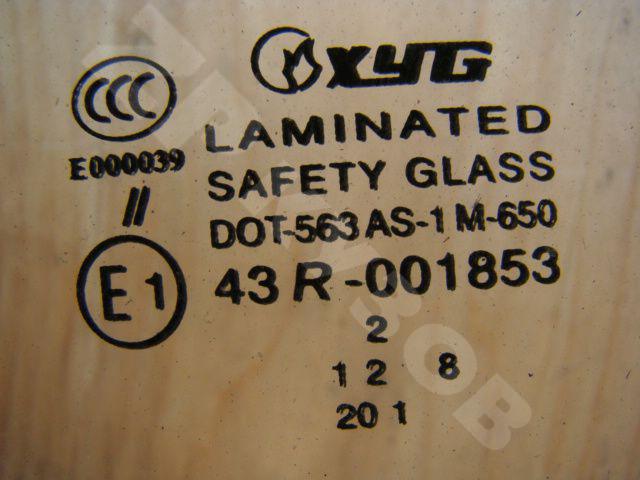 XYG
CCC
LAMINATED
E000039
SAFETY GLASS
//
DOT-563 AS-1 M-650
E1
43 R-001853
2
1 2 8
20 1